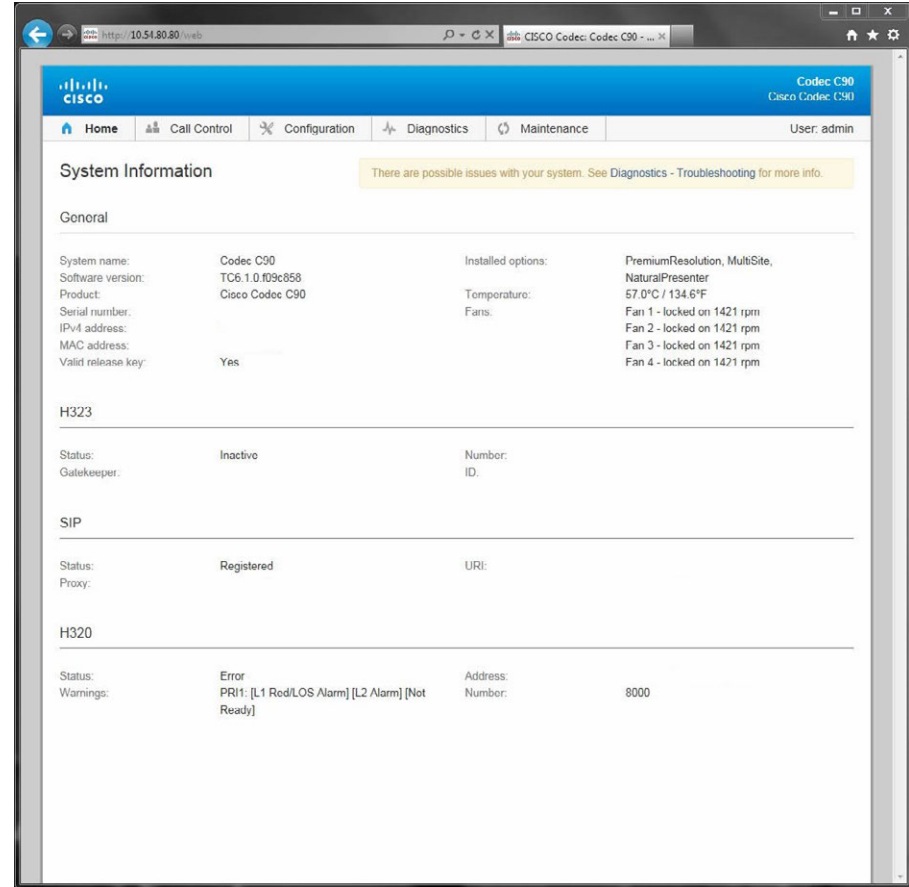 http://10.54.80.80/web
CISCO Codec: Codec C90 - ...
CISCO
Codec C90
Cisco Codec C90
Home Call Control Configuration Diagnostics Maintenance User: admin
System Information
There are possible issues with your system. See Diagnostics - Troubleshooting for more info.
General
System name: Codec C90 Installed options: PremiumResolution, MultiSite,
Software version: TC6.1.0.f09c858 NaturalPresenter
Product: Cisco Codec C90 Temperature: 57.0°C / 134.6°F
Serial number: Fans: Fan 1 - locked on 1421 rpm
IPv4 address: Fan 2 - locked on 1421 rpm
MAC address: Fan 3 - locked on 1421 rpm
Valid release key: Yes Fan 4 - locked on 1421 rpm
H323
Status: Inactive Number:
Gatekeeper: ID:
SIP
Status: Registered URI:
Proxy:
H320
Status: Error Address:
Warnings: PRI1: [L1 Red/LOS Alarm] [L2 Alarm] [Not Number: 8000
Ready]